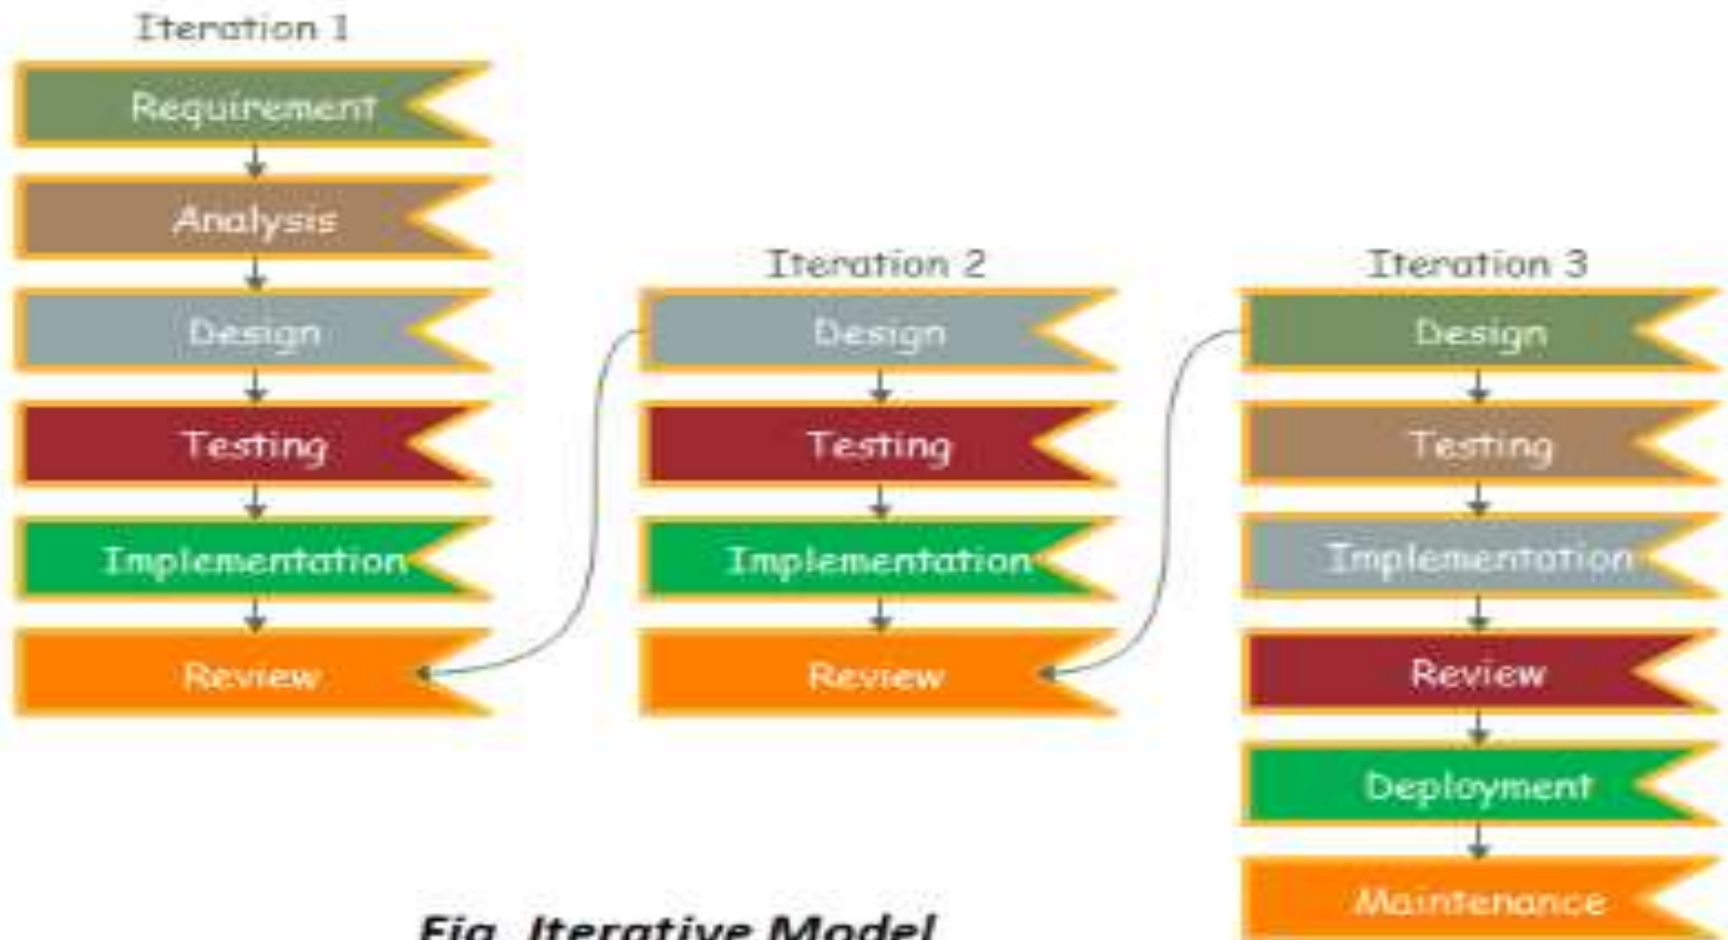 Iteration 1
Requirement
Analysis
Design
Testing
Implementation
Review
Iteration 2
Design
Testing
Implementation
Review
Iteration 3
Design
Testing
Implementation
Review
Deployment
Maintenance
Fig. Iterative Model